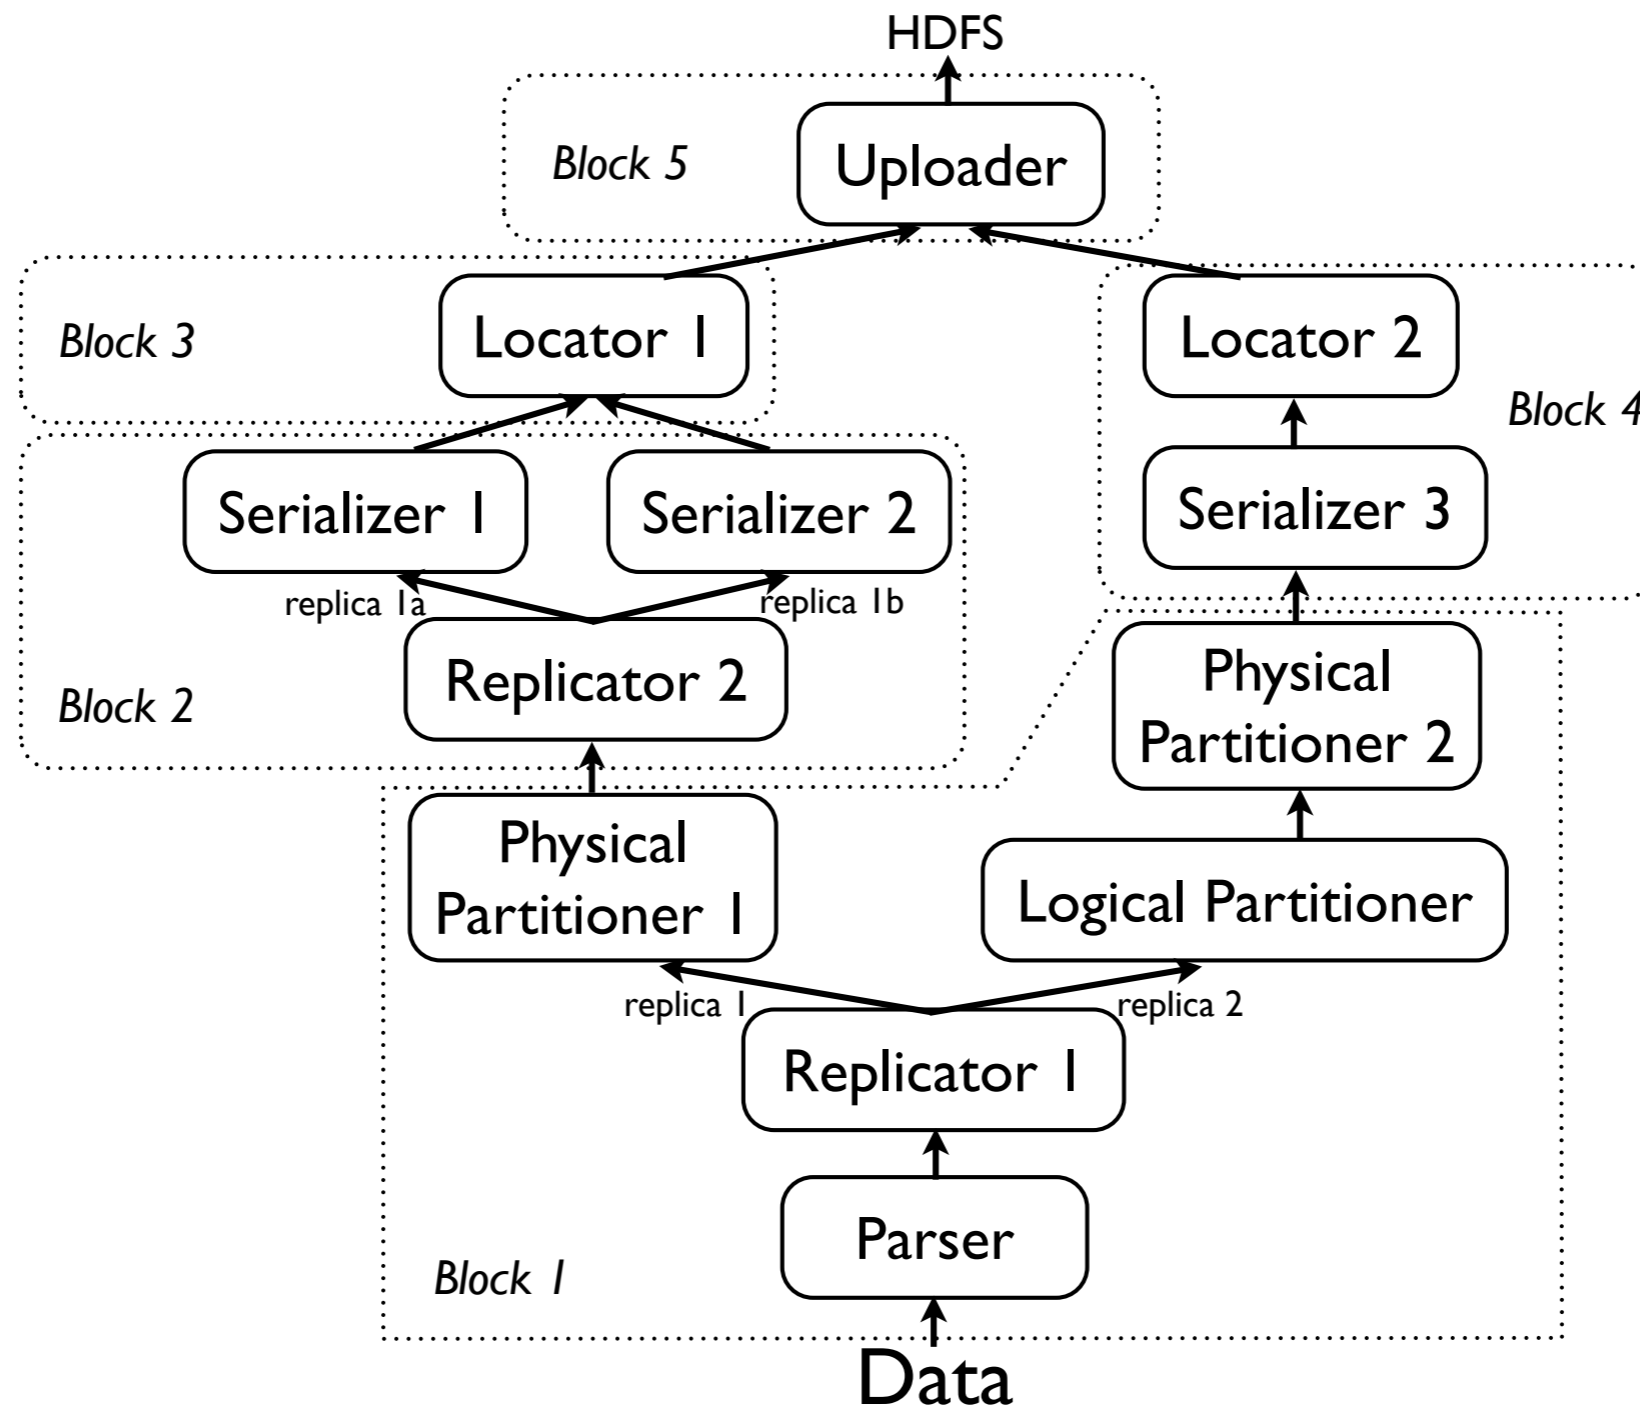 HDFS
Block 5
Uploader
Block 3
Locator 1
Locator 2
Block 4
Serializer 1
Serializer 2
Serializer 3
replica 1a
replica 1b
Block 2
Replicator 2
Physical
Partitioner 2
Physical
Partitioner 1
Logical Partitioner
replica 1
replica 2
Replicator 1
Parser
Block 1
Data